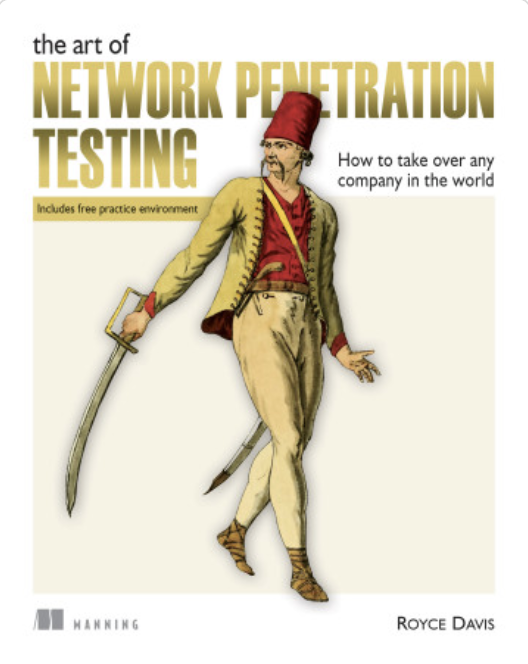 the art of
NETWORK PENETRATION
TESTING
How to take over any
company in the world
Includes free practice environment
MANNING
ROYCE DAVIS